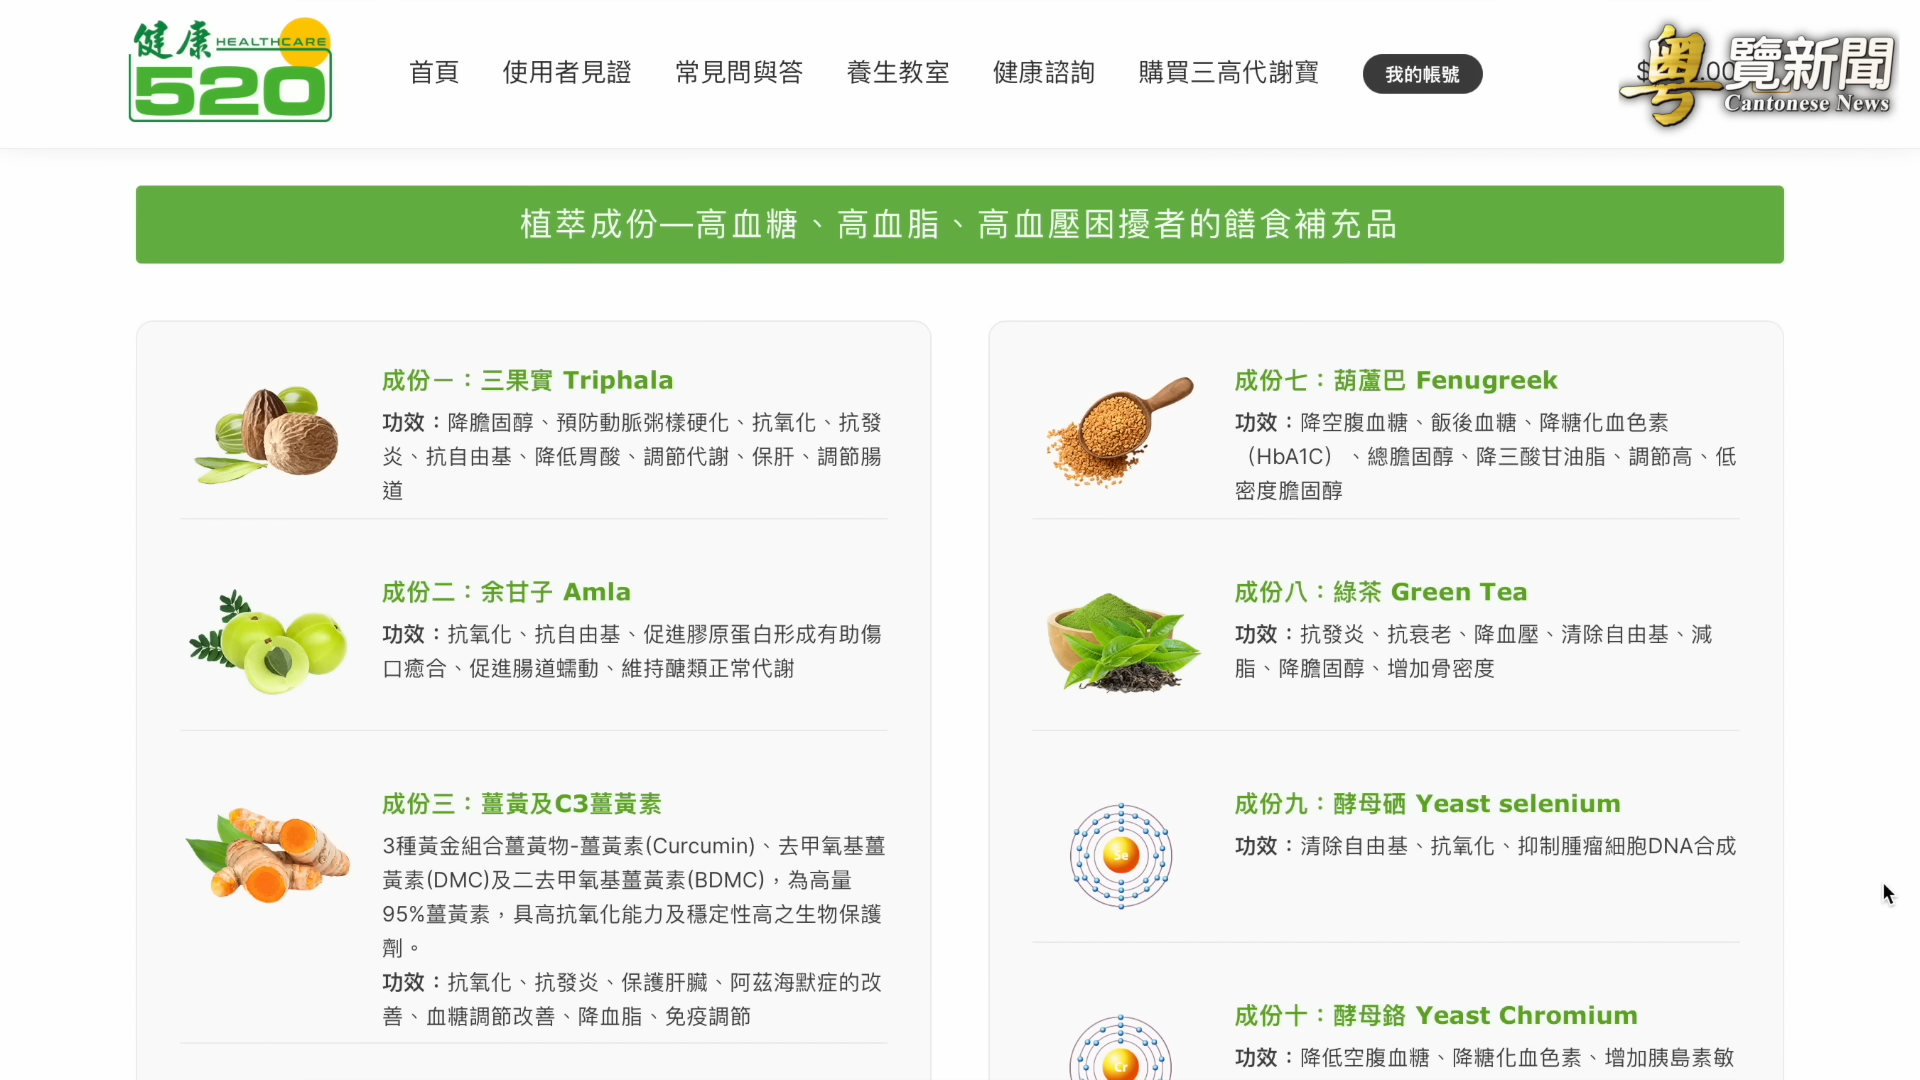 健康 HEALTHCARE
520
首頁 使用者見證 常見問與答 養生教室 健康諮詢 購買三高代謝寶 我的帳號
粵覽新聞
Cantonese News
植萃成份—高血糖、高血脂、高血壓困擾者的饍食補充品
成份一：三果實 Triphala
功效：降膽固醇、預防動脈粥樣硬化、抗氧化、抗發
炎、抗自由基、降低胃酸、調節代謝、保肝、調節腸
道
成份二：余甘子 Amla
功效：抗氧化、抗自由基、促進膠原蛋白形成有助傷
口癒合、促進腸道蠕動、維持醣類正常代謝
成份三：薑黃及C3薑黃素
3種黃金組合薑黃物-薑黃素(Curcumin)、去甲氧基薑
黃素(DMC)及二去甲氧基薑黃素(BDMC)，為高量
95%薑黃素，具高抗氧化能力及穩定性高之生物保護
劑。
功效：抗氧化、抗發炎、保護肝臟、阿茲海默症的改
善、血糖調節改善、降血脂、免疫調節
成份七：葫蘆巴 Fenugreek
功效：降空腹血糖、飯後血糖、降糖化血色素
（HbA1C）、總膽固醇、降三酸甘油脂、調節高、低
密度膽固醇
成份八：綠茶 Green Tea
功效：抗發炎、抗衰老、降血壓、清除自由基、減
脂、降膽固醇、增加骨密度
Se
成份九：酵母硒 Yeast selenium
功效：清除自由基、抗氧化、抑制腫瘤細胞DNA合成
Cr
成份十：酵母鉻 Yeast Chromium
功效：降低空腹血糖、降糖化血色素、增加胰島素敏